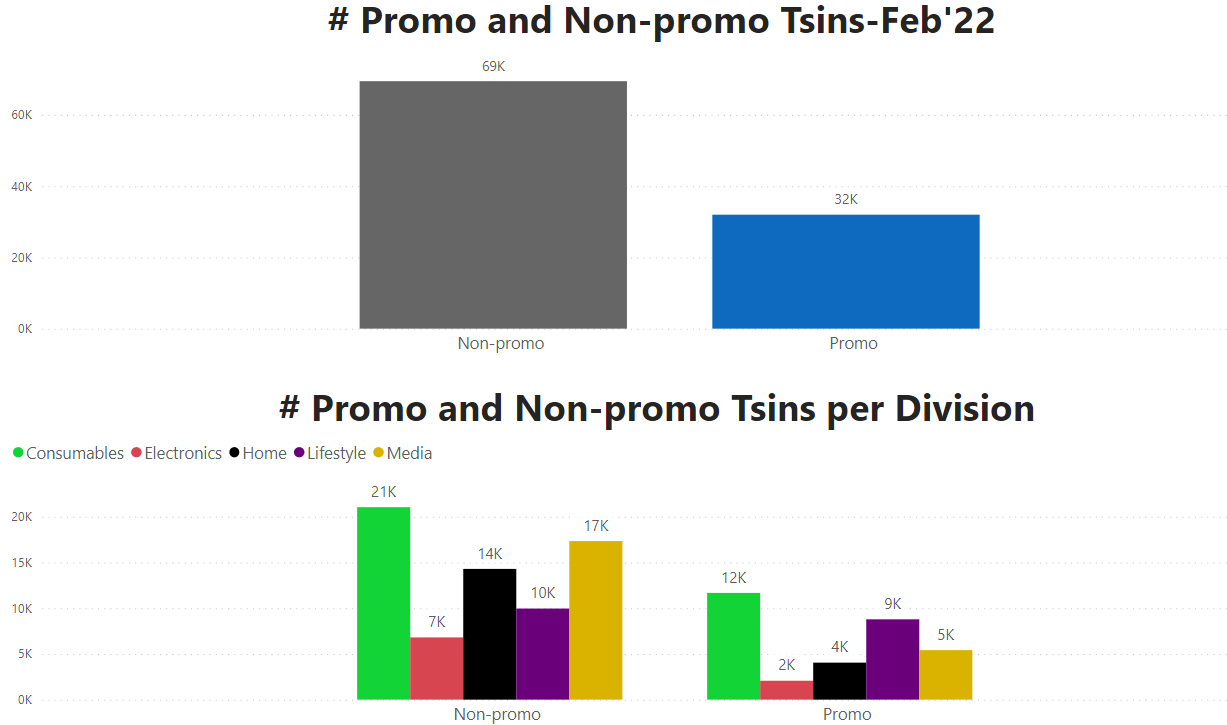 # Promo and Non-promo Tsins-Feb'22
69K
60K
32K
40K
20K
0K
Non-promo Promo
# Promo and Non-promo Tsins per Division
Consumables Electronics Home Lifestyle Media
21K
20K
17K
15K
14K
12K
10K
10K
9K
7K
5K
5K
4K
2K
0K
Non-promo Promo